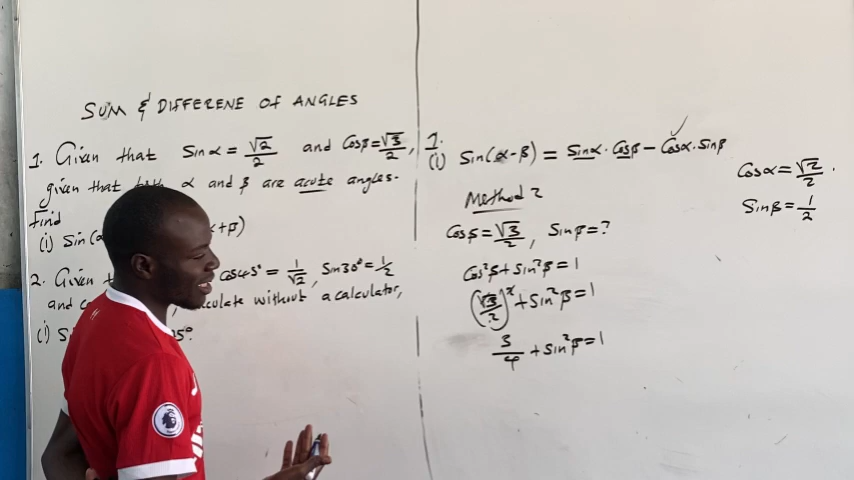 SUM & DIFFERENE OF ANGLES
1. Given that Sin α = √2/2 and Cosβ = √3/2,
given that both α and β are acute angles.
Find
(i) Sin(α +β)
2. Given Cos45° = 1/√2, Sin30° = 1/2
and calculate without a calculator,
(i) S 5°.
1.
(i) Sin(α-β) = Sinα · Cosβ - Cosα · Sinβ
Method 2
Cosβ = √3/2, Sinβ = ?
Cos²β + Sin²β = 1
(√3/2)² + Sin²β = 1
3/4 + Sin²β = 1
Cosα = √2/2.
Sinβ = 1/2